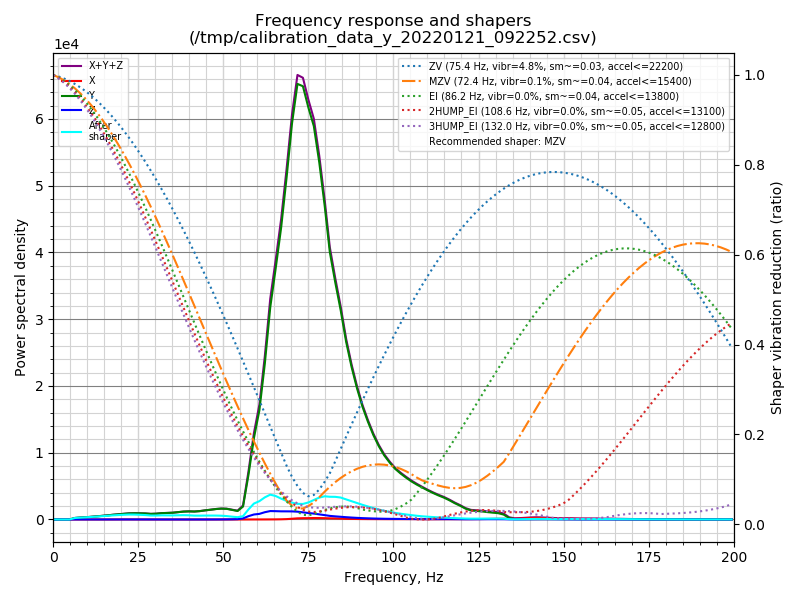 Frequency response and shapers
(/tmp/calibration_data_y_20220121_092252.csv)
1e4
X+Y+Z
X
Y
Z
After
shaper
ZV (75.4 Hz, vibr=4.8%, sm~=0.03, accel<=22200)
MZV (72.4 Hz, vibr=0.1%, sm~=0.04, accel<=15400)
EI (86.2 Hz, vibr=0.0%, sm~=0.04, accel<=13800)
2HUMP_EI (108.6 Hz, vibr=0.0%, sm~=0.05, accel<=13100)
3HUMP_EI (132.0 Hz, vibr=0.0%, sm~=0.05, accel<=12800)
Recommended shaper: MZV
Power spectral density
6
5
4
3
2
1
0
1.0
0.8
0.6
0.4
0.2
0.0
Shaper vibration reduction (ratio)
0 25 50 75 100 125 150 175 200
Frequency, Hz